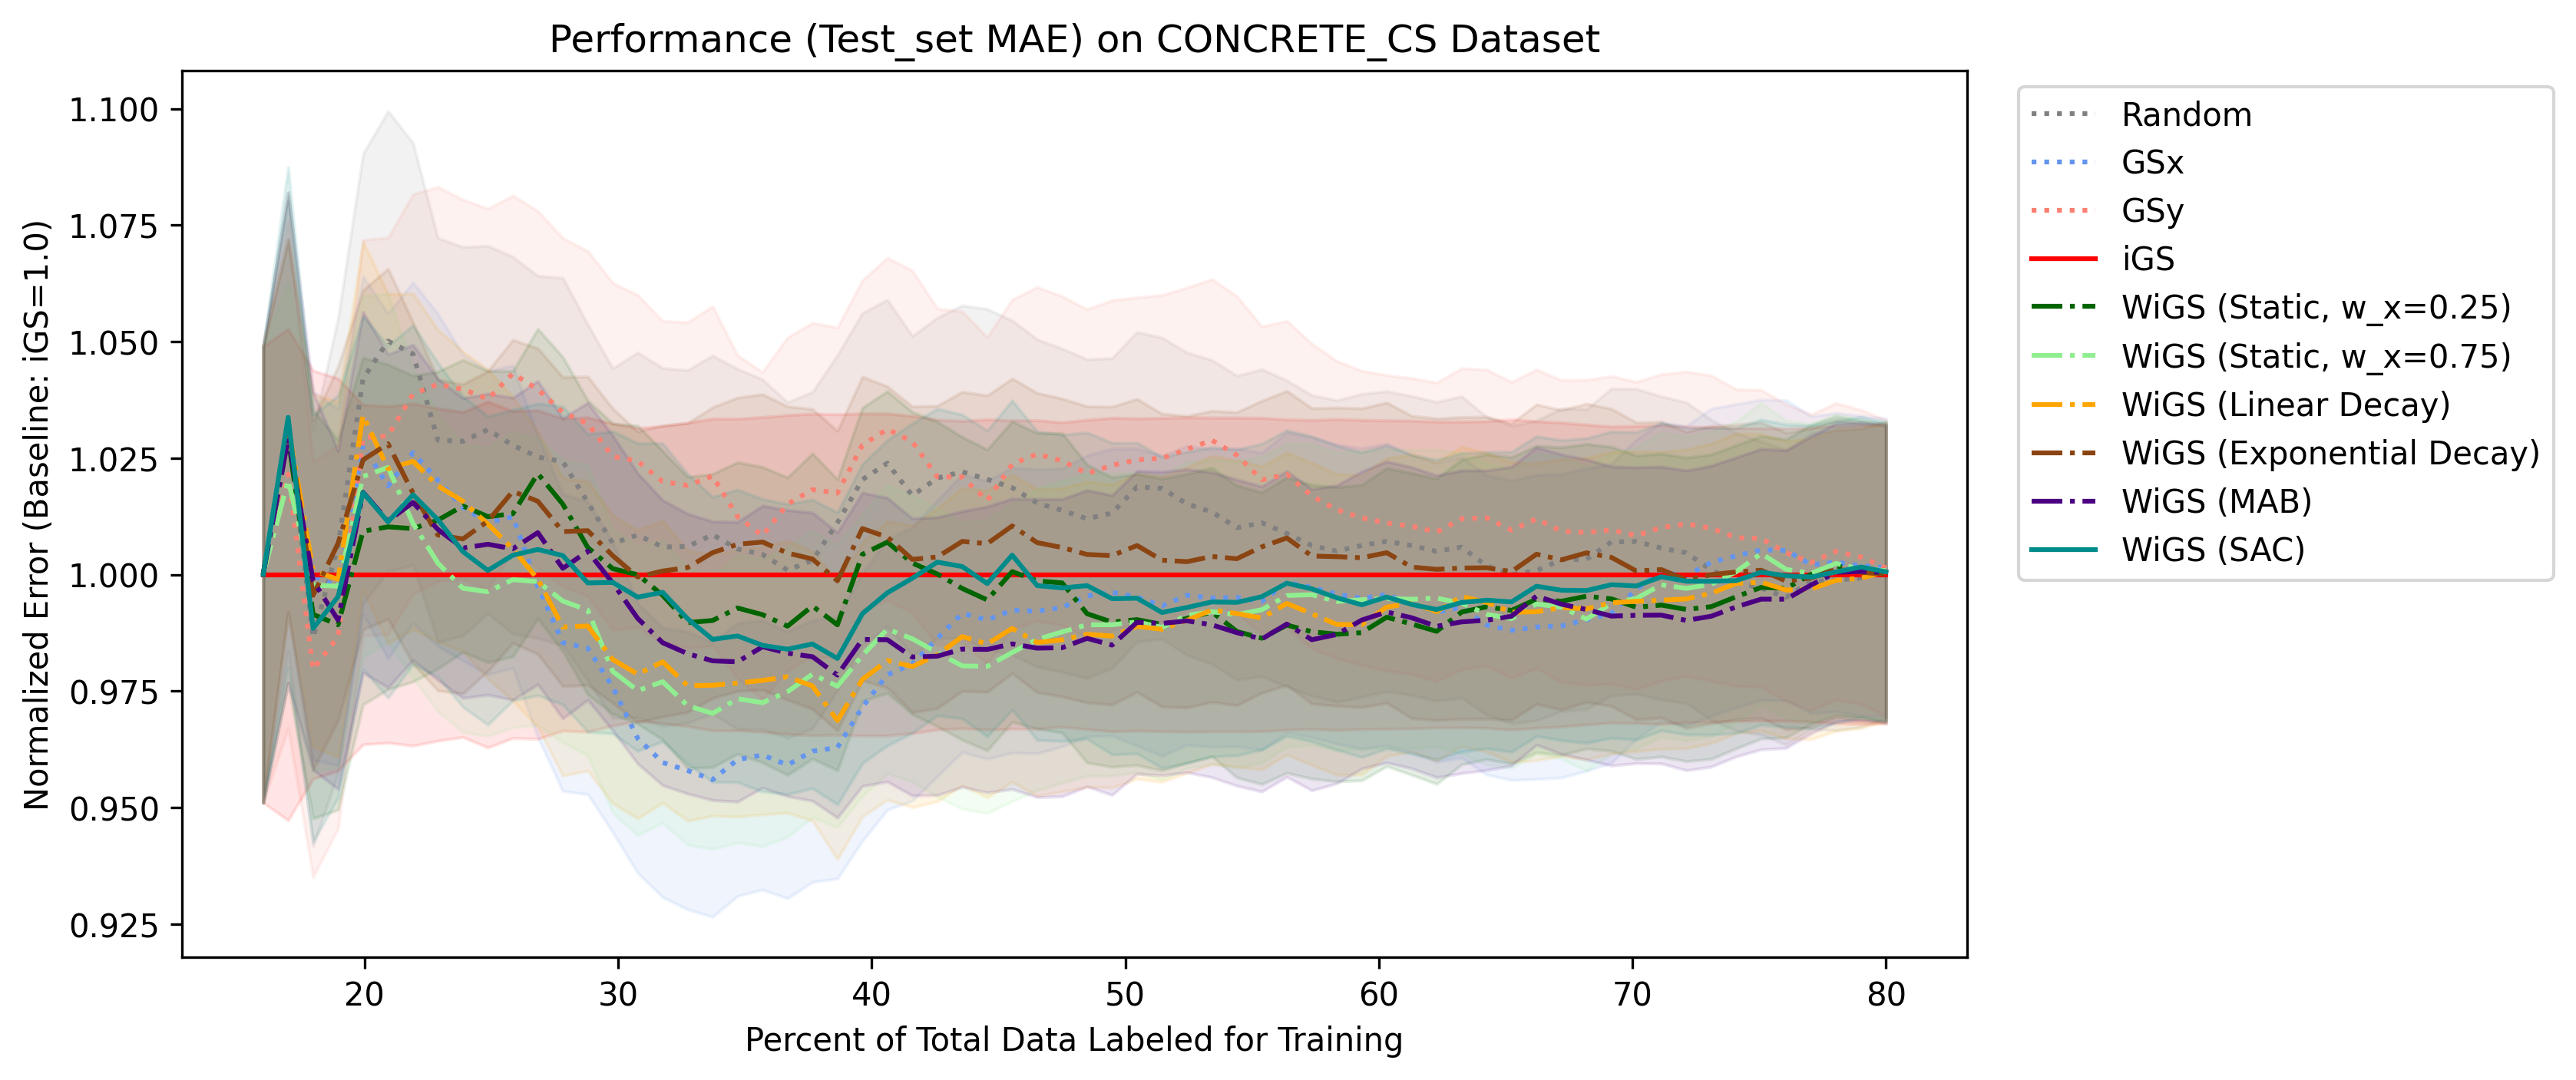 Performance (Test_set MAE) on CONCRETE_CS Dataset
Normalized Error (Baseline: iGS=1.0)
1.100
1.075
1.050
1.025
1.000
0.975
0.950
0.925
20 30 40 50 60 70 80
Percent of Total Data Labeled for Training
Random
GSx
GSy
iGS
WiGS (Static, w_x=0.25)
WiGS (Static, w_x=0.75)
WiGS (Linear Decay)
WiGS (Exponential Decay)
WiGS (MAB)
WiGS (SAC)